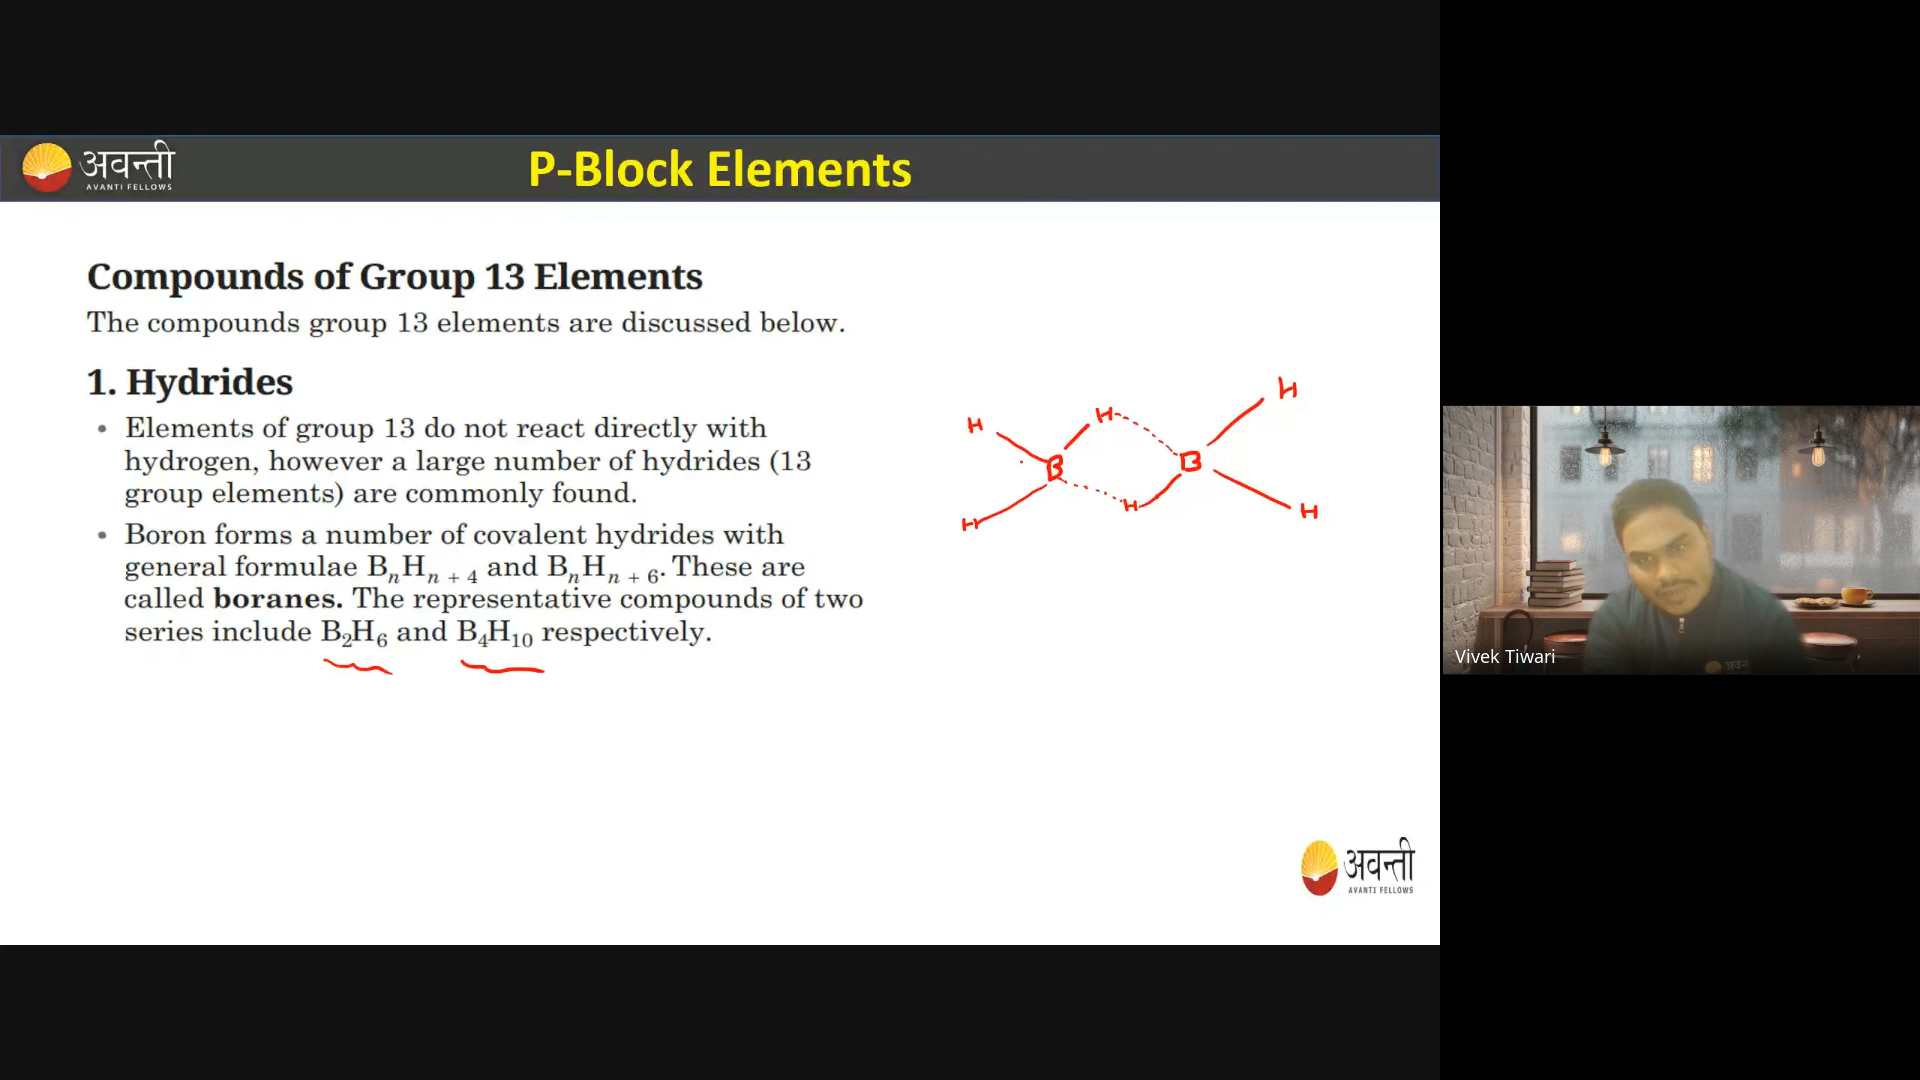 अवन्ती
AVANTI FELLOWS
P-Block Elements
Compounds of Group 13 Elements
The compounds group 13 elements are discussed below.
1. Hydrides
• Elements of group 13 do not react directly with
hydrogen, however a large number of hydrides (13
group elements) are commonly found.
• Boron forms a number of covalent hydrides with
general formulae BₙHₙ₊₄ and BₙHₙ₊₆. These are
called boranes. The representative compounds of two
series include B₂H₆ and B₄H₁₀ respectively.
H H H
B B
H H H
Vivek Tiwari
अवन्ती
AVANTI FELLOWS